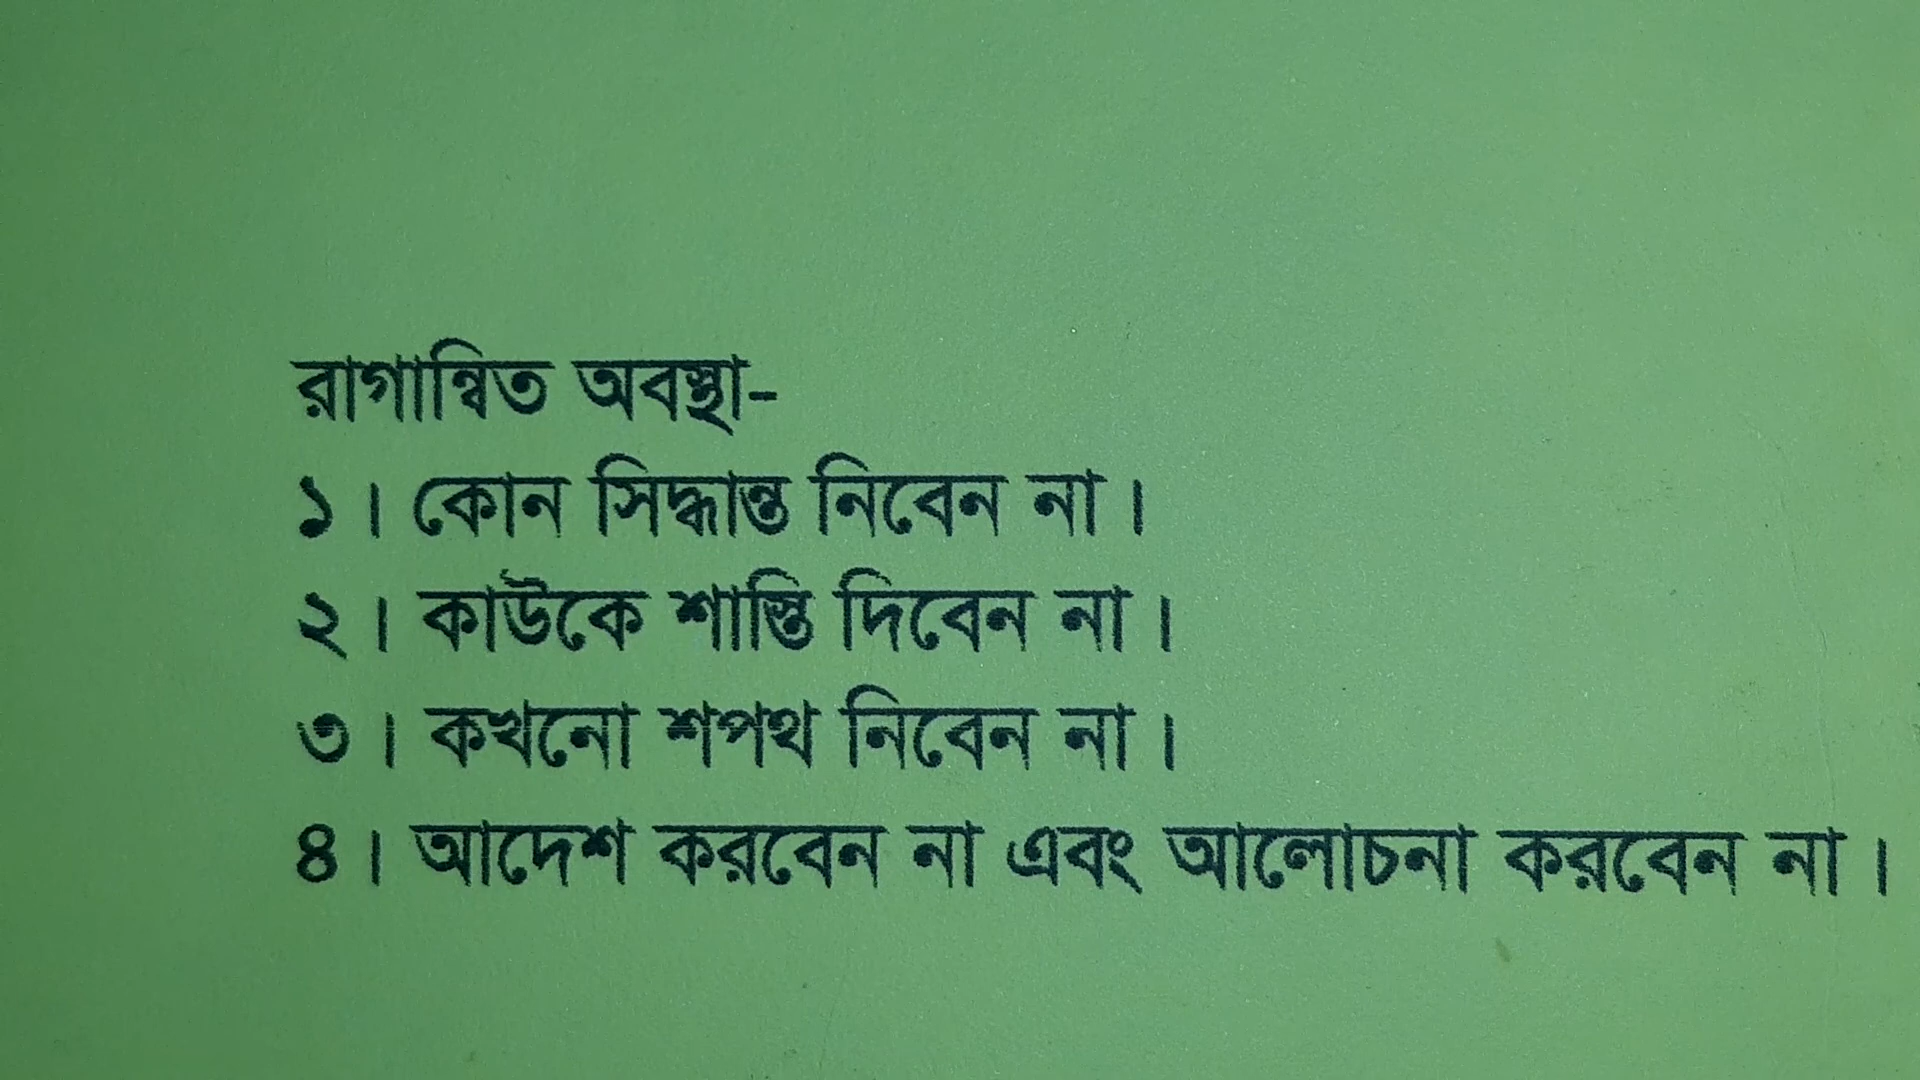 রাগান্বিত অবস্থা-
১। কোন সিদ্ধান্ত নিবেন না।
২। কাউকে শাস্তি দিবেন না।
৩। কখনো শপথ নিবেন না।
৪। আদেশ করবেন না এবং আলোচনা করবেন না।